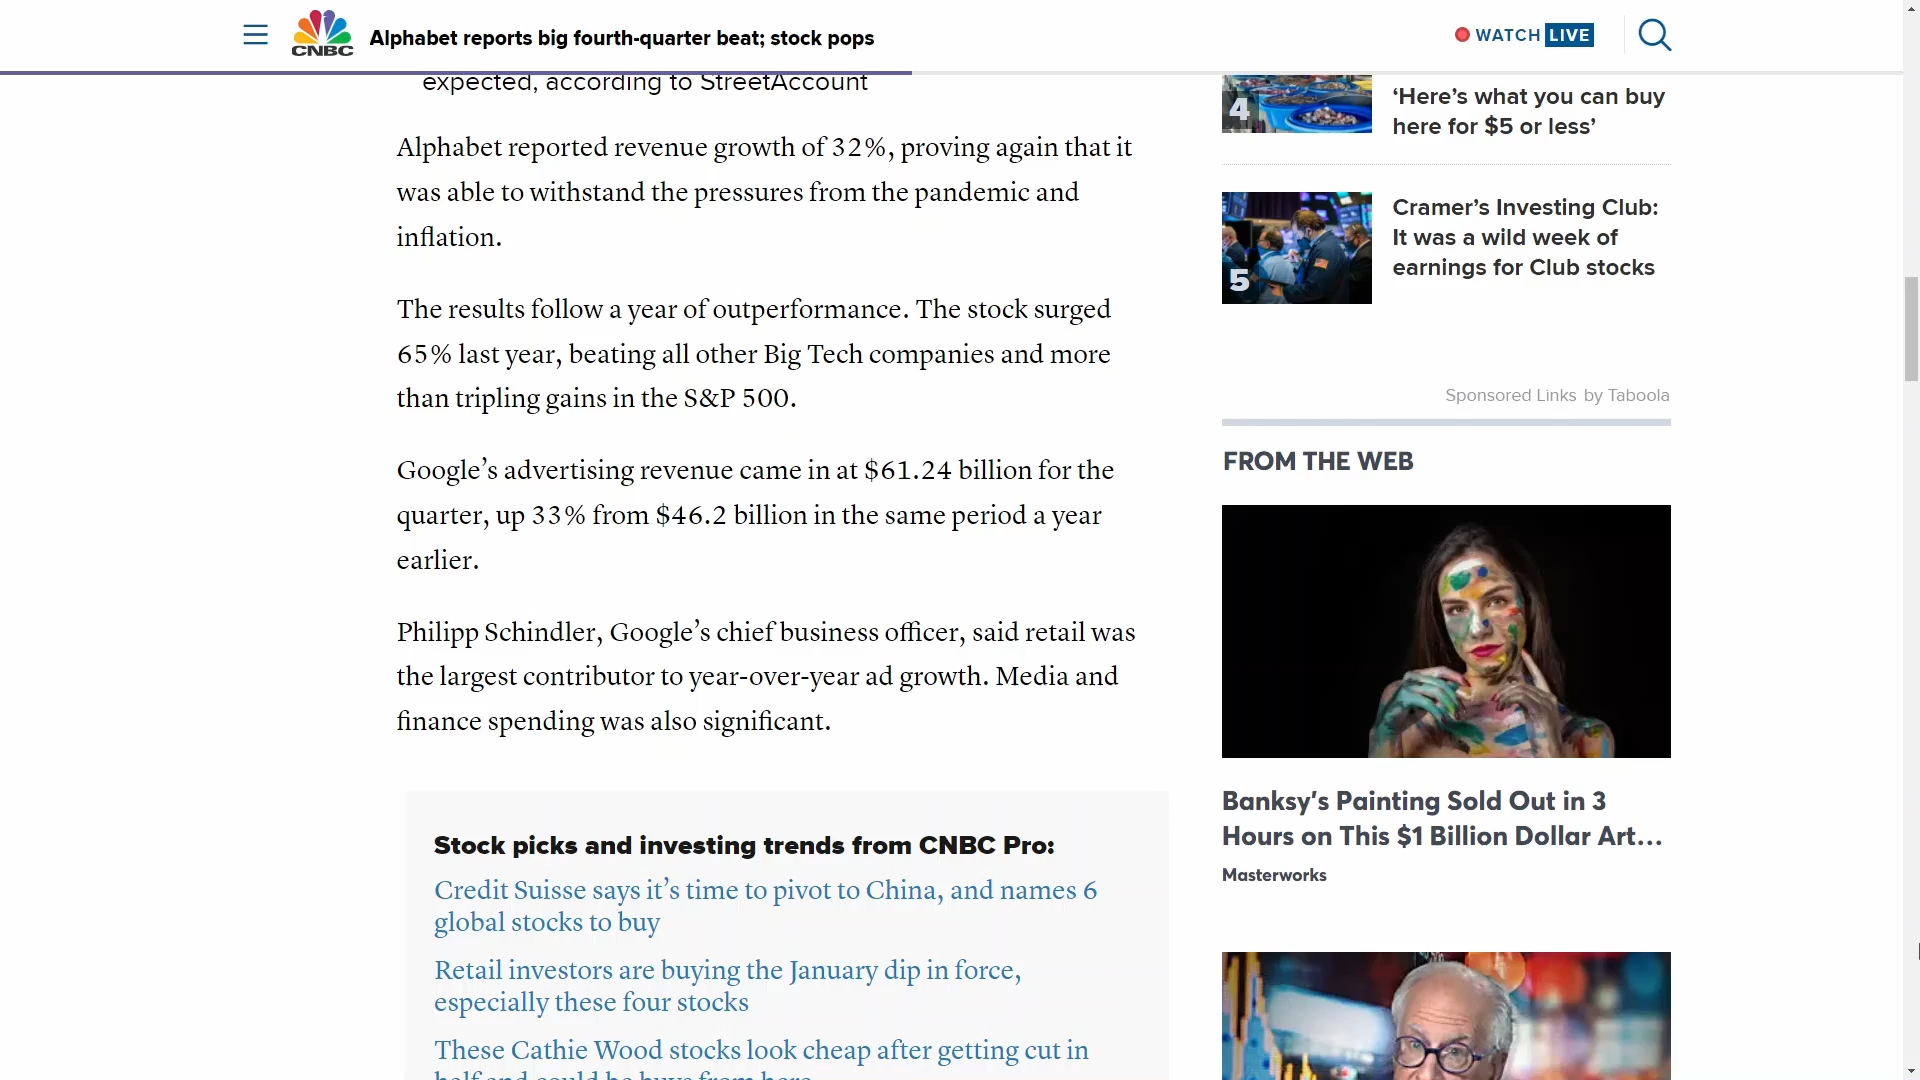 CNBC
Alphabet reports big fourth-quarter beat; stock pops
WATCH LIVE
expected, according to StreetAccount
Alphabet reported revenue growth of 32%, proving again that it
was able to withstand the pressures from the pandemic and
inflation.
The results follow a year of outperformance. The stock surged
65% last year, beating all other Big Tech companies and more
than tripling gains in the S&P 500.
Google’s advertising revenue came in at $61.24 billion for the
quarter, up 33% from $46.2 billion in the same period a year
earlier.
Philipp Schindler, Google’s chief business officer, said retail was
the largest contributor to year-over-year ad growth. Media and
finance spending was also significant.
Stock picks and investing trends from CNBC Pro:
Credit Suisse says it’s time to pivot to China, and names 6
global stocks to buy
Retail investors are buying the January dip in force,
especially these four stocks
These Cathie Wood stocks look cheap after getting cut in
half and could be buys from here
4
‘Here’s what you can buy
here for $5 or less’
5
Cramer’s Investing Club:
It was a wild week of
earnings for Club stocks
Sponsored Links by Taboola
FROM THE WEB
Banksy’s Painting Sold Out in 3
Hours on This $1 Billion Dollar Art…
Masterworks